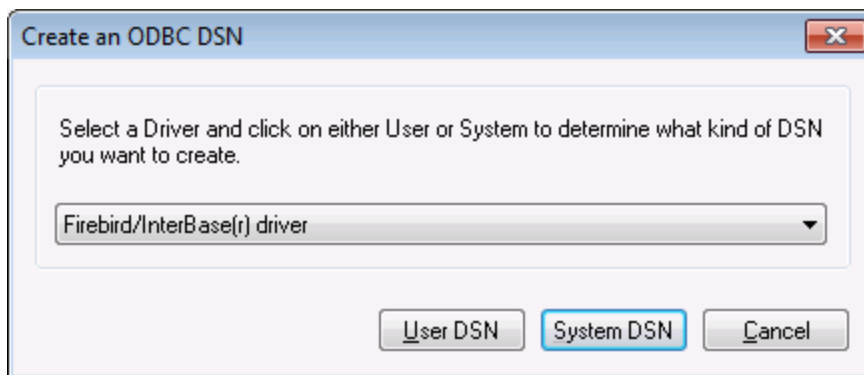 Create an ODBC DSN
Select a Driver and click on either User or System to determine what kind of DSN
you want to create.
Firebird/InterBase(r) driver
User DSN System DSN Cancel